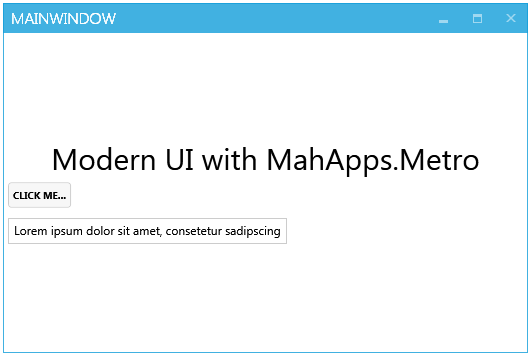 MAINWINDOW
Modern UI with MahApps.Metro
CLICK ME...
Lorem ipsum dolor sit amet, consetetur sadipscing